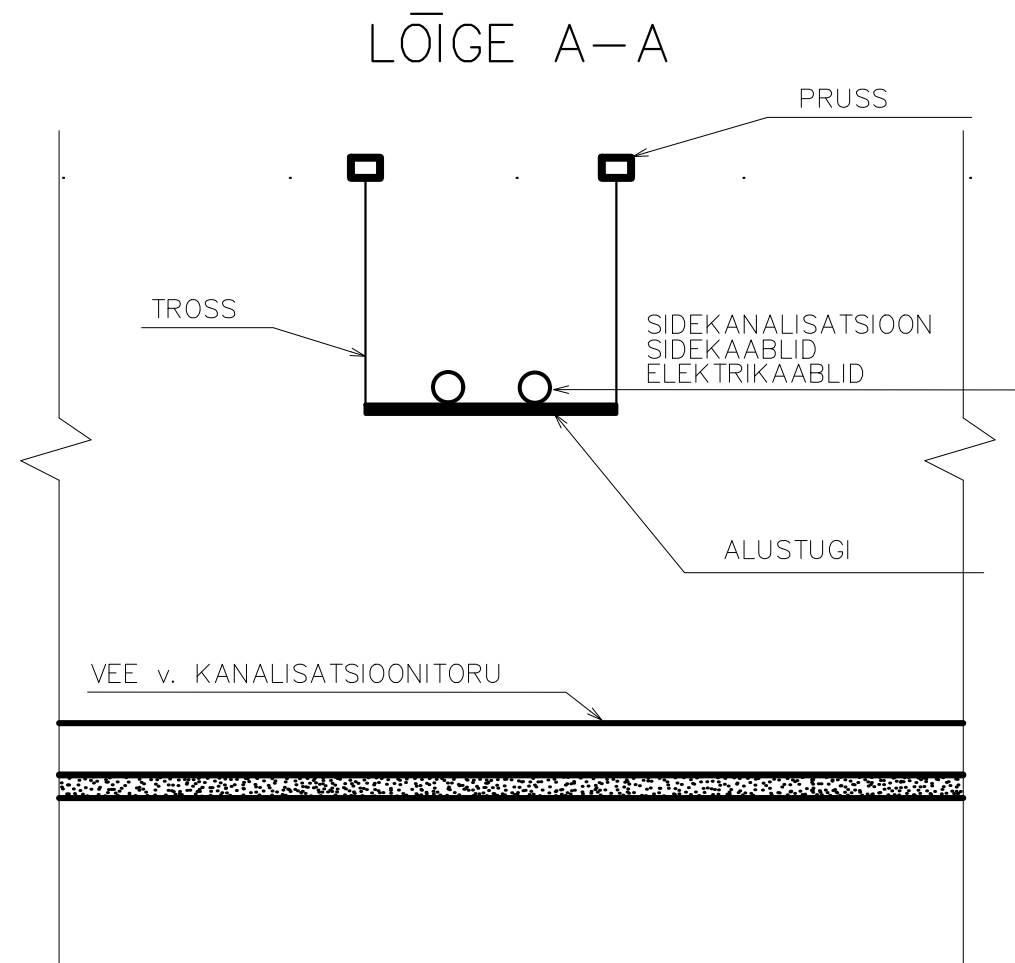 LÕIGE A-A
PRUSS
TROSS
SIDEKANALISATSIOON
SIDEKAABLID
ELEKTRIKAABLID
ALUSTUGI
VEE v. KANALISATSIOONITORU